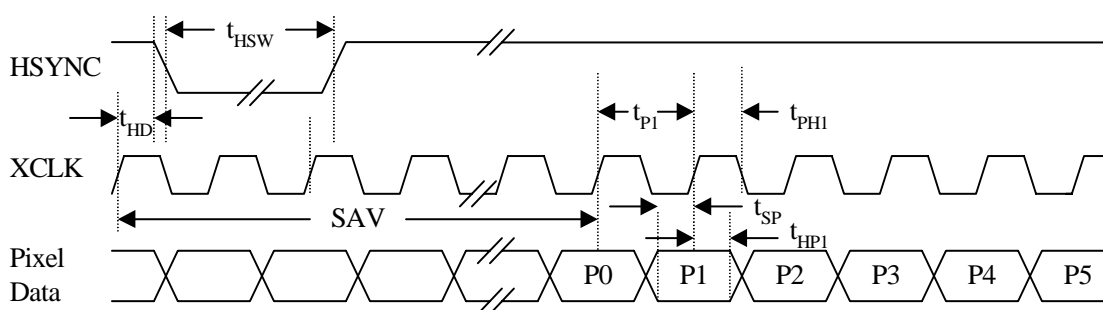 t_HSW
HSYNC
t_HD
t_P1
t_PH1
XCLK
SAV
t_SP
t_HP1
Pixel
Data
P0 P1 P2 P3 P4 P5